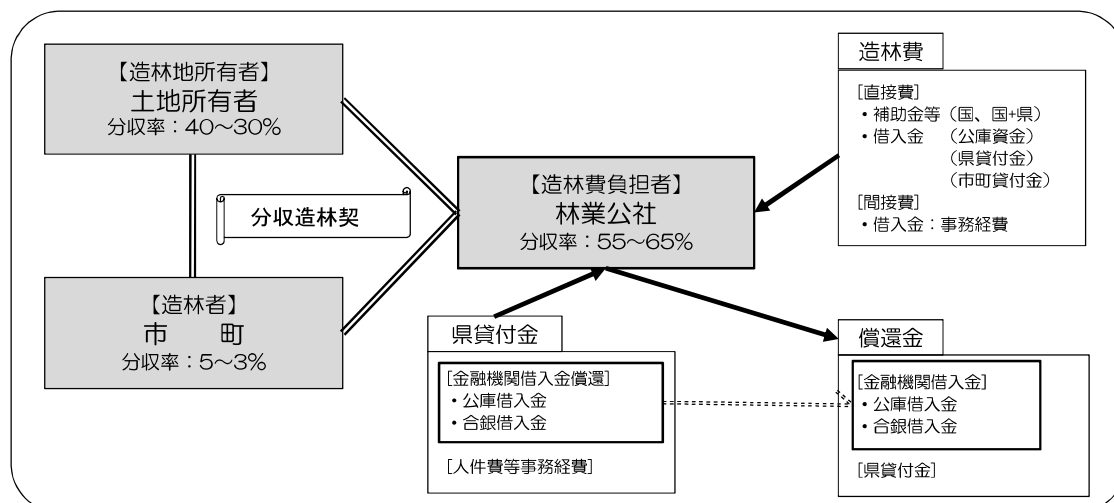 【造林地所有者】
土地所有者
分収率：40～30%
分収造林契
【造林者】
市　　町
分収率：5～3%
【造林費負担者】
林業公社
分収率：55～65%
造林費
[直接費]
・補助金等（国、国+県）
・借入金　（公庫資金）
（県貸付金）
（市町貸付金）
[間接費]
・借入金：事務経費
県貸付金
[金融機関借入金償還]
・公庫借入金
・合銀借入金
[人件費等事務経費]
償還金
[金融機関借入金]
・公庫借入金
・合銀借入金
[県貸付金]